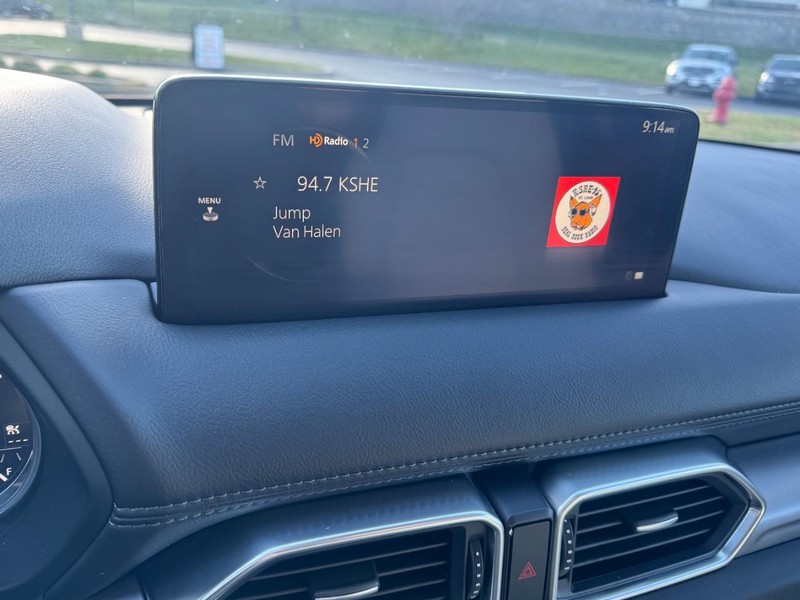 9:14 am
FM HD Radio 1 2
94.7 KSHE
MENU
Jump
Van Halen
KSHE-95
REAL ROCK RADIO
F